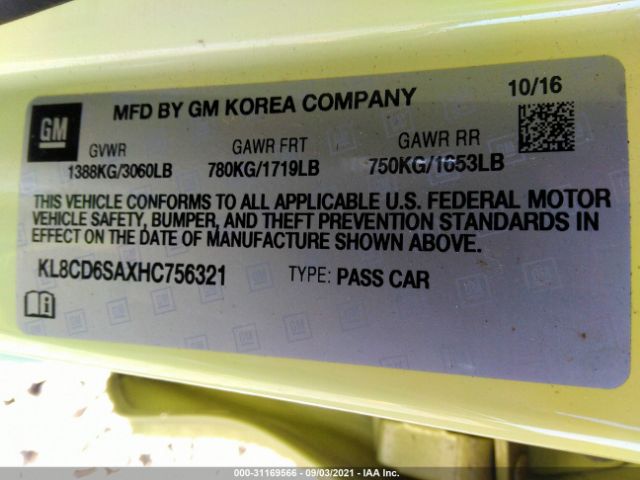 GM
MFD BY GM KOREA COMPANY
10/16
GVWR
GAWR FRT
GAWR RR
1388KG/3060LB
780KG/1719LB
750KG/1653LB
THIS VEHICLE CONFORMS TO ALL APPLICABLE U.S. FEDERAL MOTOR
VEHICLE SAFETY, BUMPER, AND THEFT PREVENTION STANDARDS IN
EFFECT ON THE DATE OF MANUFACTURE SHOWN ABOVE.
KL8CD6SAXHC756321
TYPE: PASS CAR
000-31169566 - 09/03/2021 - IAA Inc.